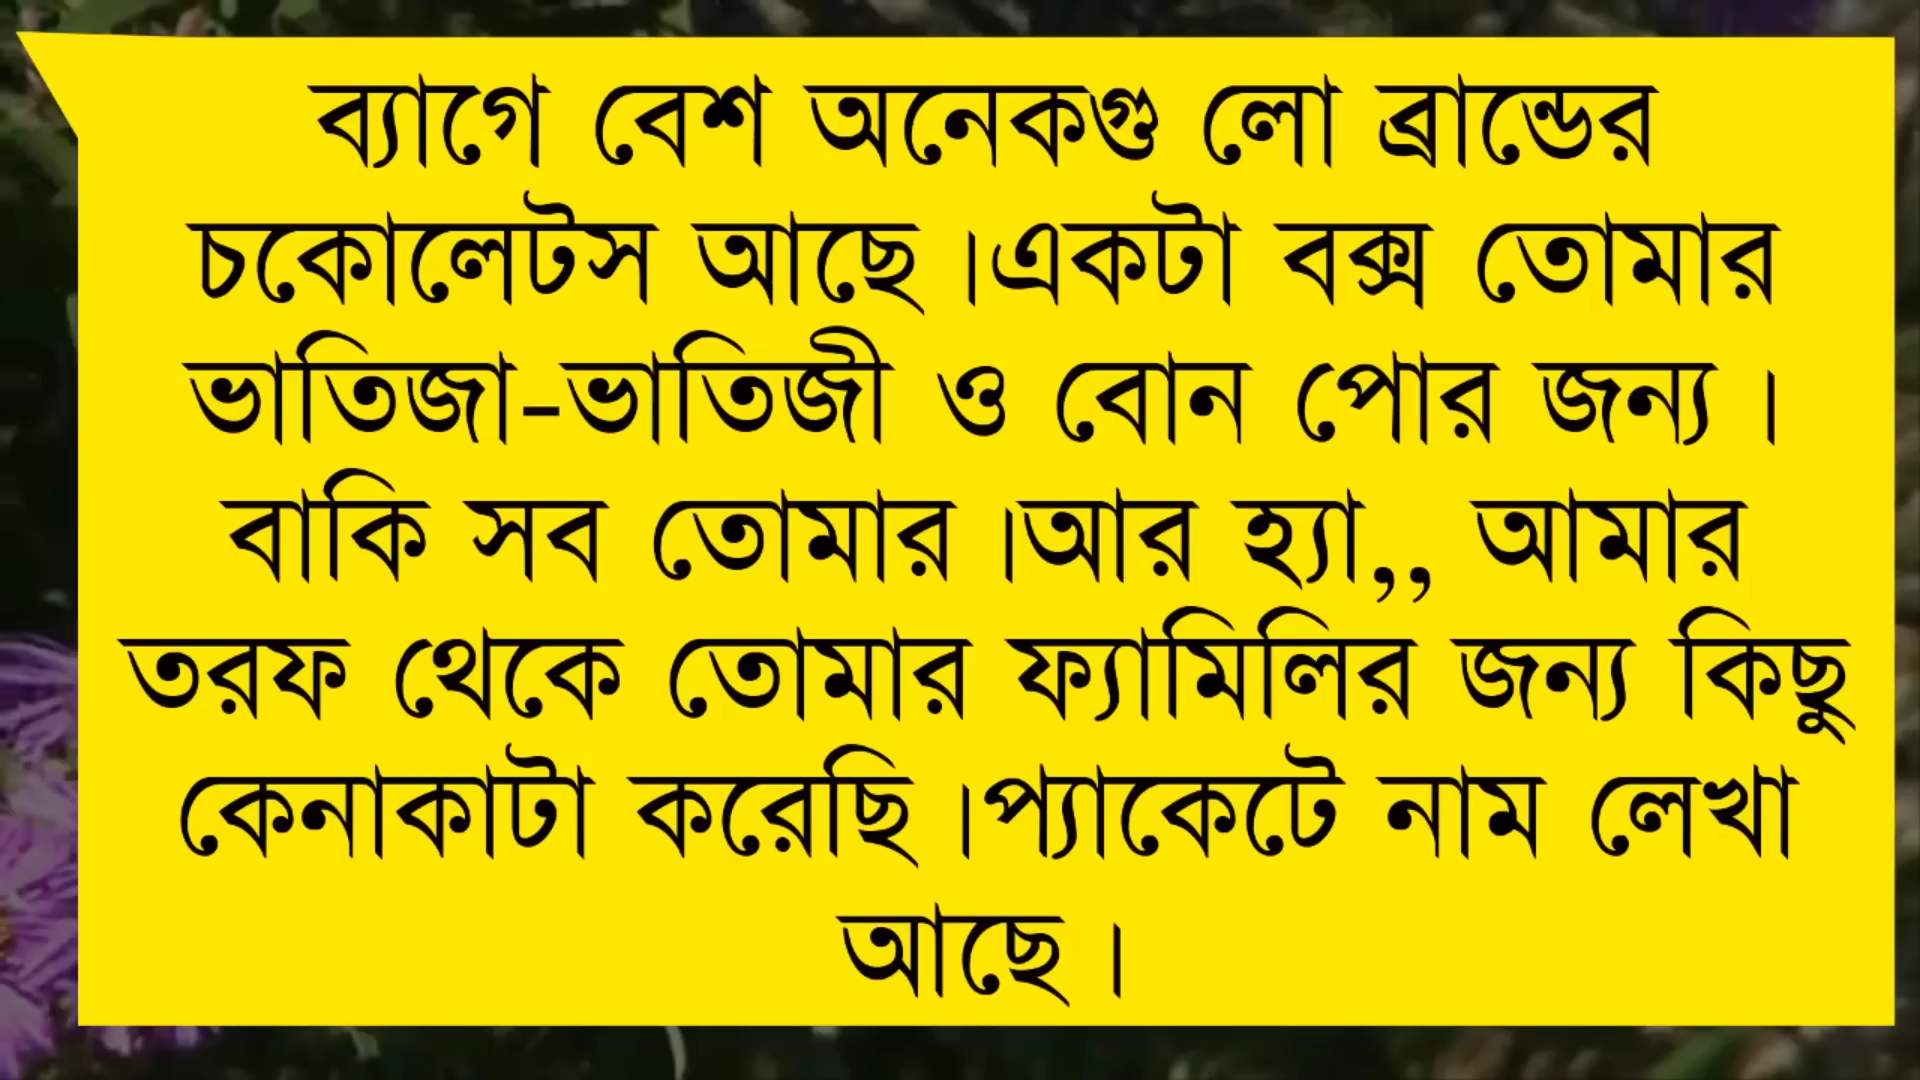 ব্যাগে বেশ অনেকগু লো ব্রান্ডের
চকোলেটস আছে।একটা বক্স তোমার
ভাতিজা-ভাতিজী ও বোন পোর জন্য।
বাকি সব তোমার।আর হ্যা,, আমার
তরফ থেকে তোমার ফ্যামিলির জন্য কিছু
কেনাকাটা করেছি।প্যাকেটে নাম লেখা
আছে।